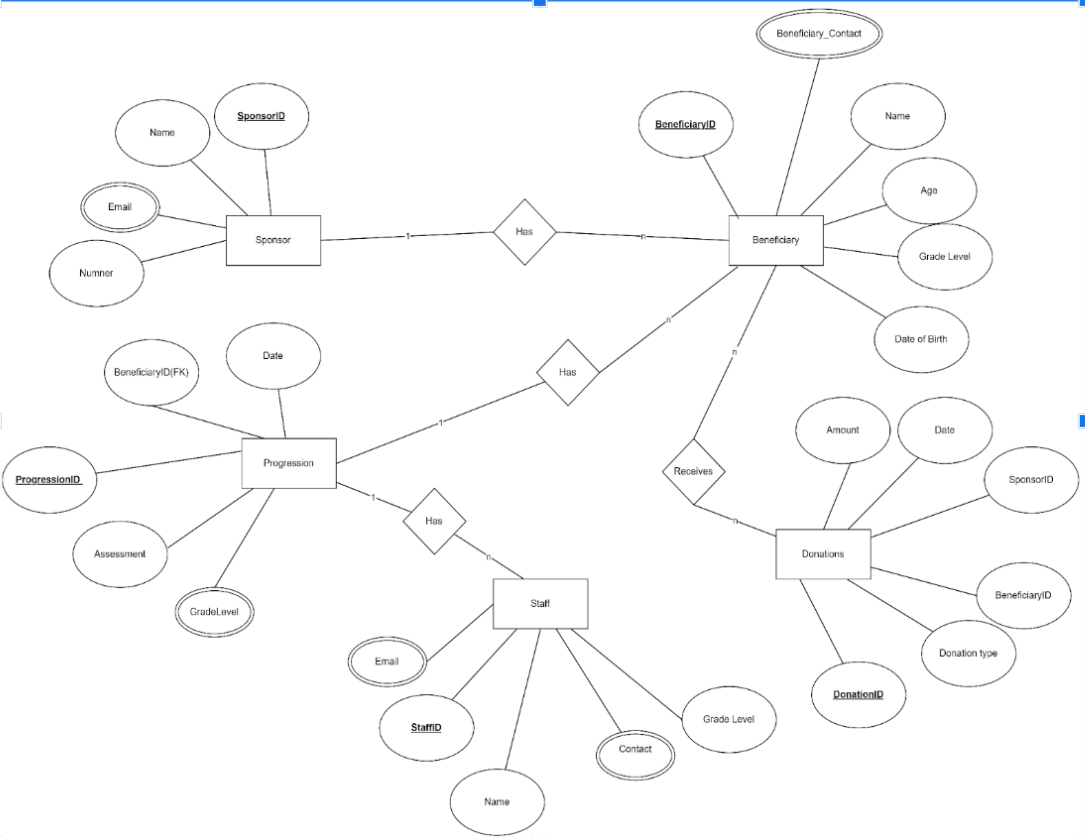 Beneficiary_Contact
SponsorID
Name
BeneficiaryID
Name
Email
Age
Numner
Sponsor
1
Has
n
Beneficiary
Grade Level
n
Date of Birth
n
BeneficiaryID(FK)
Date
Has
1
Amount
Date
Progression
ProgressionID
Receives
SponsorID
1
Has
n
Assessment
n
Donations
GradeLevel
Staff
BeneficiaryID
Email
Donation type
StaffID
DonationID
Grade Level
Contact
Name